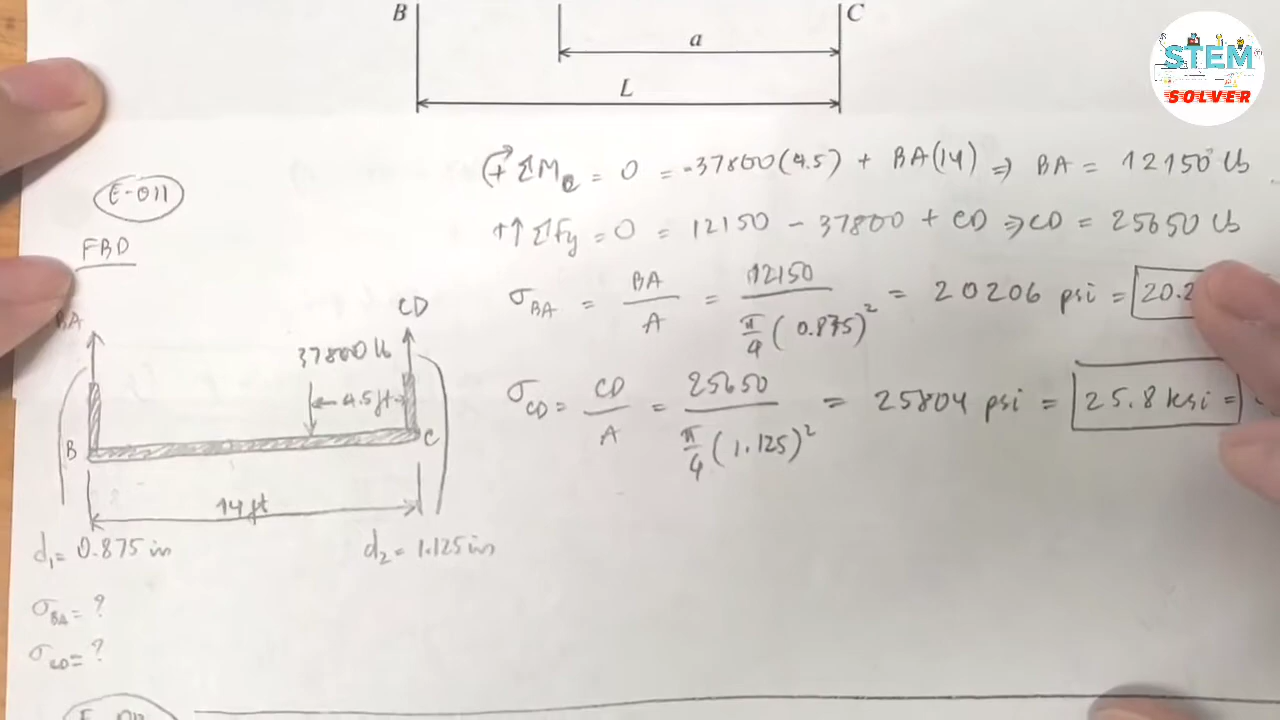 B
C
a
L
STEM
SOLVER
E-011
FBD
↻+ ΣM_C = 0 = -37800(4.5) + BA(14) ⇒ BA = 12150 lb
+↑ ΣFy = 0 = 12150 - 37800 + CD ⇒ CD = 25650 lb
σ_BA = BA/A = 12150/(π/4 (0.875)²) = 20206 psi = 20.2
σ_CD = CD/A = 25650/(π/4 (1.125)²) = 25804 psi = 25.8 ksi =
BA
CD
37800 lb
4.5ft
B
C
14 ft
d₁= 0.875 in
d₂= 1.125 in
σ_BA= ?
σ_CD= ?